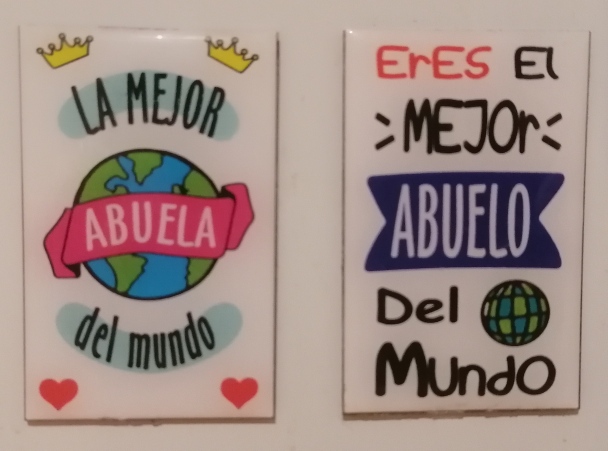 LA MEJOR
ABUELA
del mundo
ErES El
MEJOr
ABUELO
Del
MundO